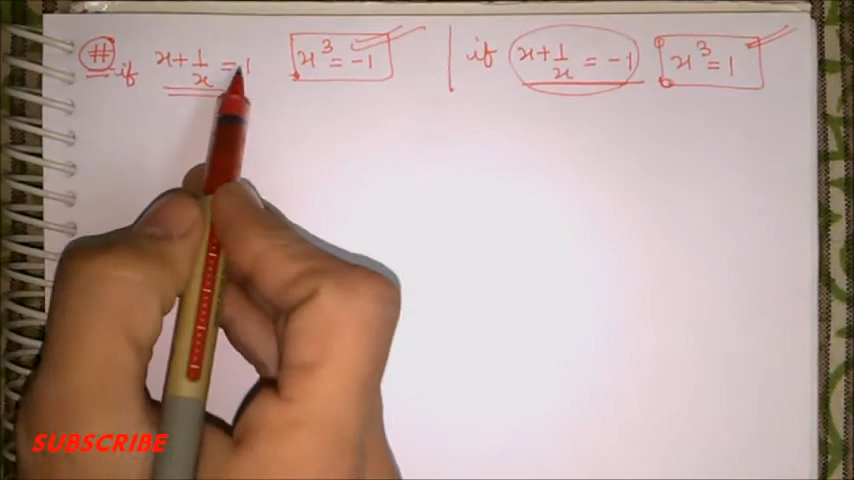 # if x + 1/x = 1 x³ = -1 | if x + 1/x = -1 x³ = 1
SUBSCRIBE